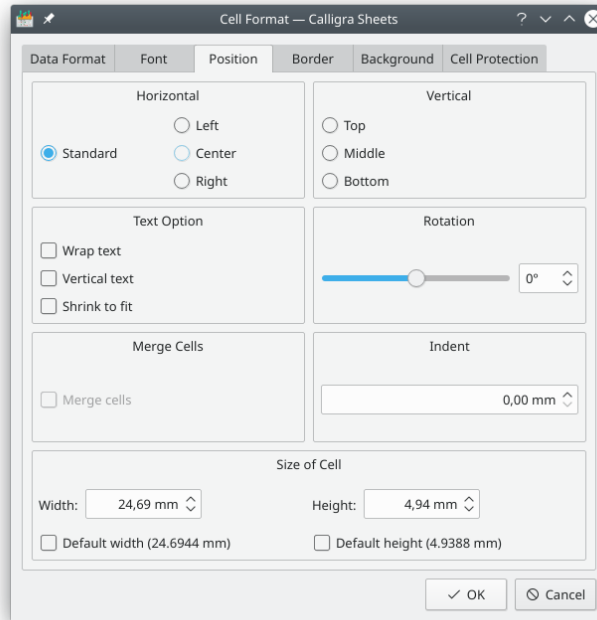 Cell Format — Calligra Sheets
Data Format Font Position Border Background Cell Protection
Horizontal
Left
Standard
Center
Right
Vertical
Top
Middle
Bottom
Text Option
Wrap text
Vertical text
Shrink to fit
Rotation
0°
Merge Cells
Merge cells
Indent
0,00 mm
Size of Cell
Width: 24,69 mm Height: 4,94 mm
Default width (24.6944 mm) Default height (4.9388 mm)
OK Cancel